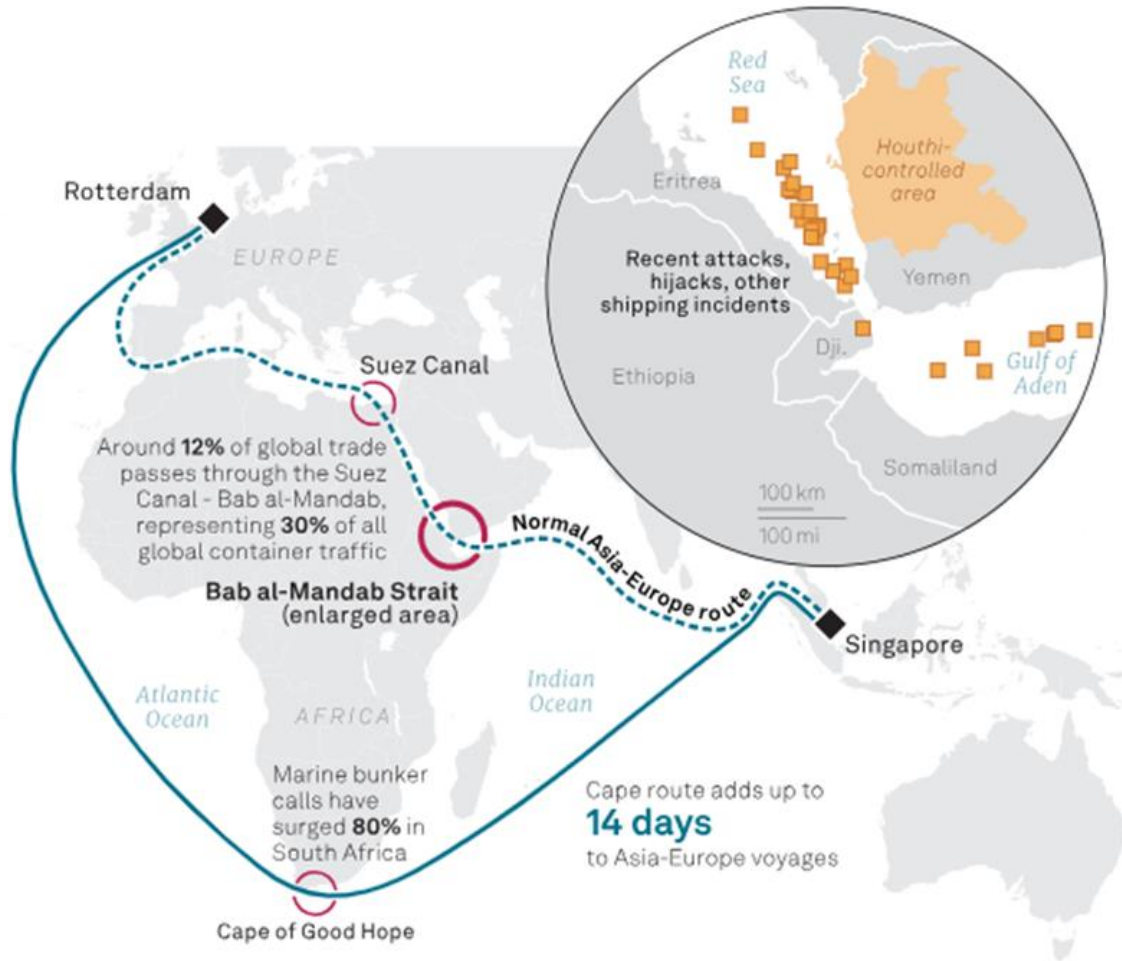 Rotterdam
EUROPE
Suez Canal
Around 12% of global trade
passes through the Suez
Canal - Bab al-Mandab,
representing 30% of all
global container traffic
Bab al-Mandab Strait
(enlarged area)
Normal Asia-Europe route
Singapore
Atlantic
Ocean
AFRICA
Indian
Ocean
Marine bunker
calls have
surged 80% in
South Africa
Cape of Good Hope
Cape route adds up to
14 days
to Asia-Europe voyages
Red
Sea
Houthi-
controlled
area
Eritrea
Recent attacks,
hijacks, other
shipping incidents
Yemen
Dji.
Ethiopia
Gulf of
Aden
Somaliland
100 km
100 mi